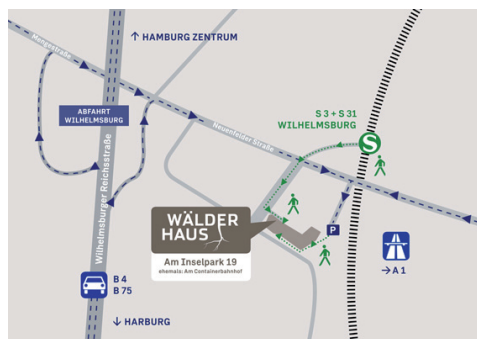 Mengestraße
↑ HAMBURG ZENTRUM
ABFAHRT
WILHELMSBURG
Wilhelmsburger Reichsstraße
Neuenfelder Straße
S 3 + S 31
WILHELMSBURG
S
WÄLDER
HAUS
Am Inselpark 19
ehemals: Am Containerbahnhof
P
→ A 1
B 4
B 75
↓ HARBURG